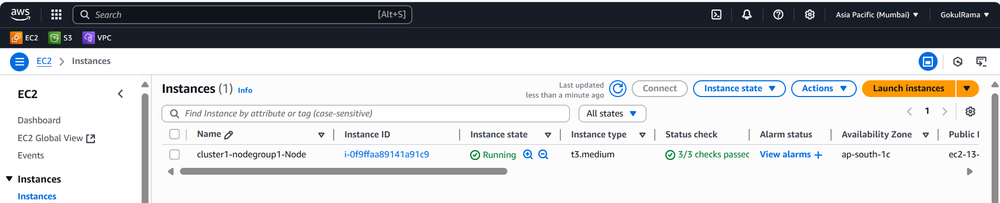 aws
Search [Alt+S] Asia Pacific (Mumbai) GokulRama
EC2 S3 VPC
EC2 Instances
EC2
Dashboard
EC2 Global View
Events
Instances
Instances
Instances (1) Info
Last updated
less than a minute ago
Connect Instance state Actions Launch instances
Find Instance by attribute or tag (case-sensitive) All states 1
Name Instance ID Instance state Instance type Status check Alarm status Availability Zone Public
cluster1-nodegroup1-Node i-0f9ffaa89141a91c9 Running t3.medium 3/3 checks passed View alarms + ap-south-1c ec2-13-